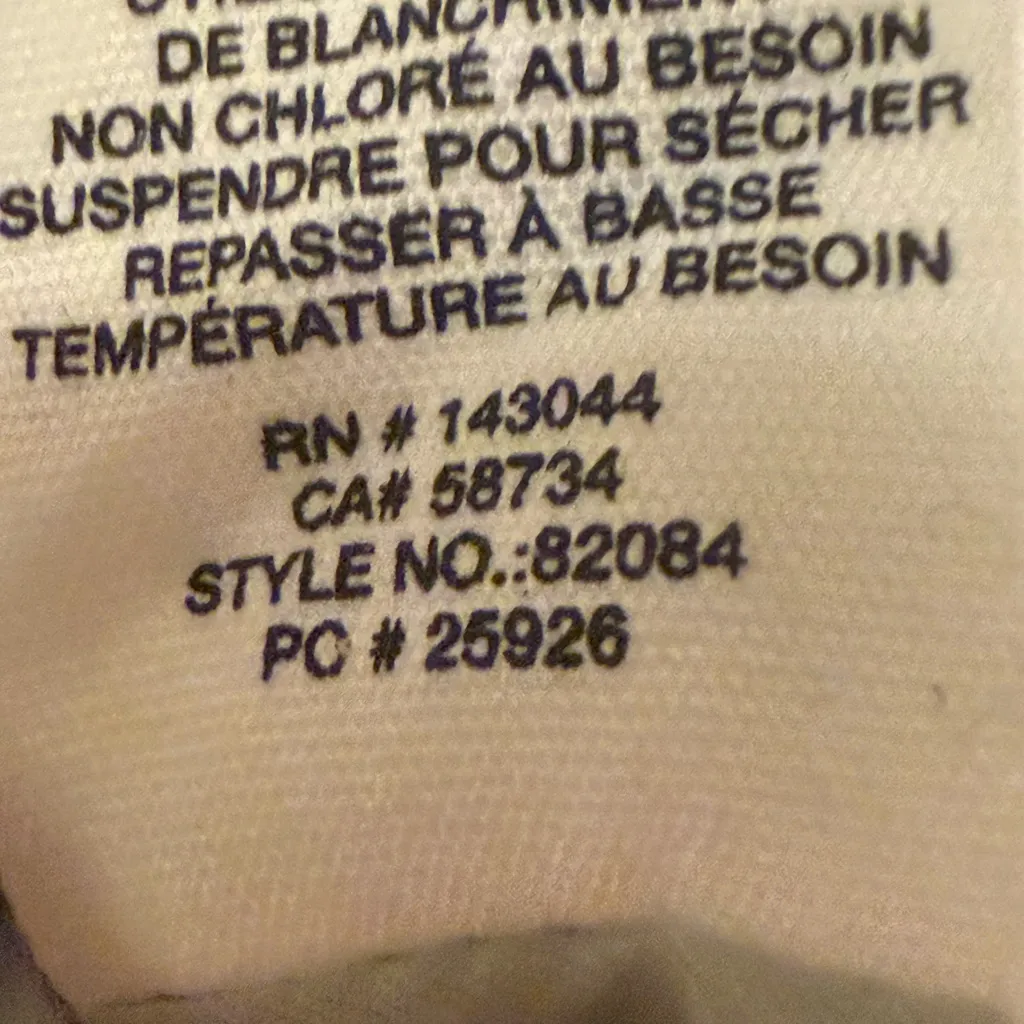 DE BLANCHIMENT
NON CHLORÉ AU BESOIN
SUSPENDRE POUR SÉCHER
REPASSER À BASSE
TEMPÉRATURE AU BESOIN
RN # 143044
CA# 58734
STYLE NO.:82084
PC # 25926